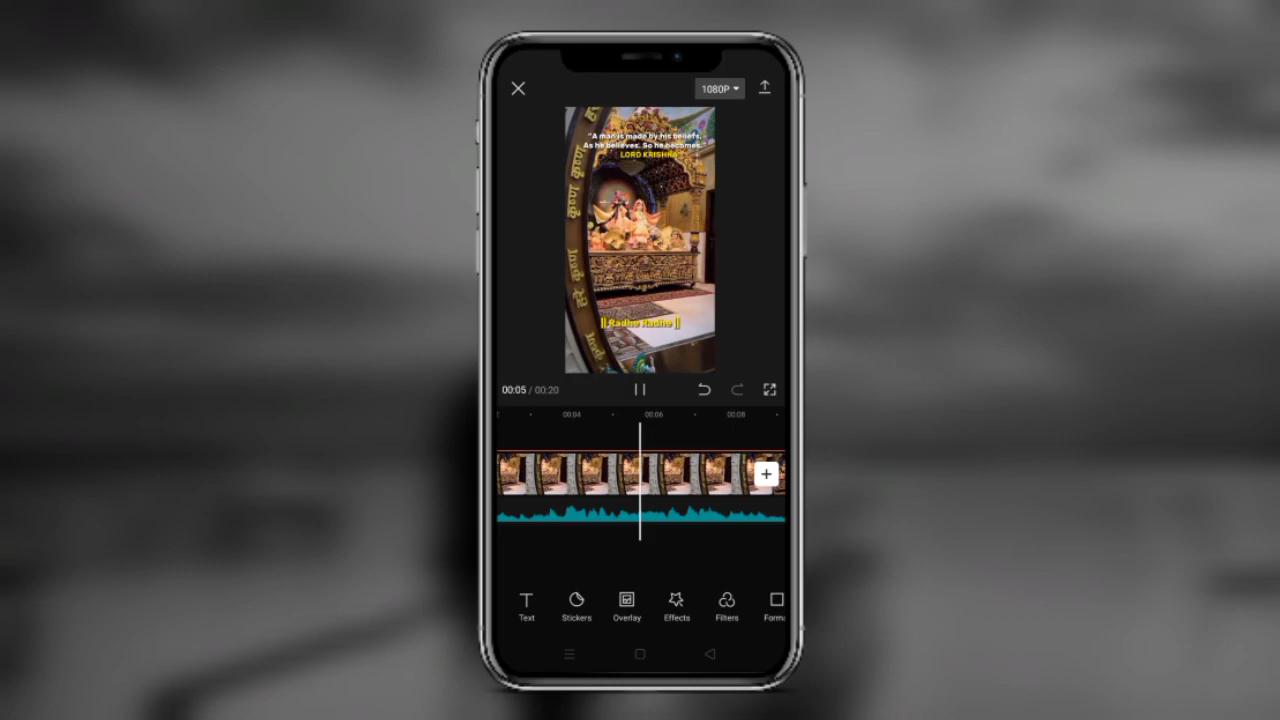 1080P
"A man is made by his beliefs.
As he believes. So he becomes."
LORD KRISHNA
|| Radhe Radhe ||
00:05 / 00:20
00:04 00:06 00:08
Text Stickers Overlay Effects Filters Forma